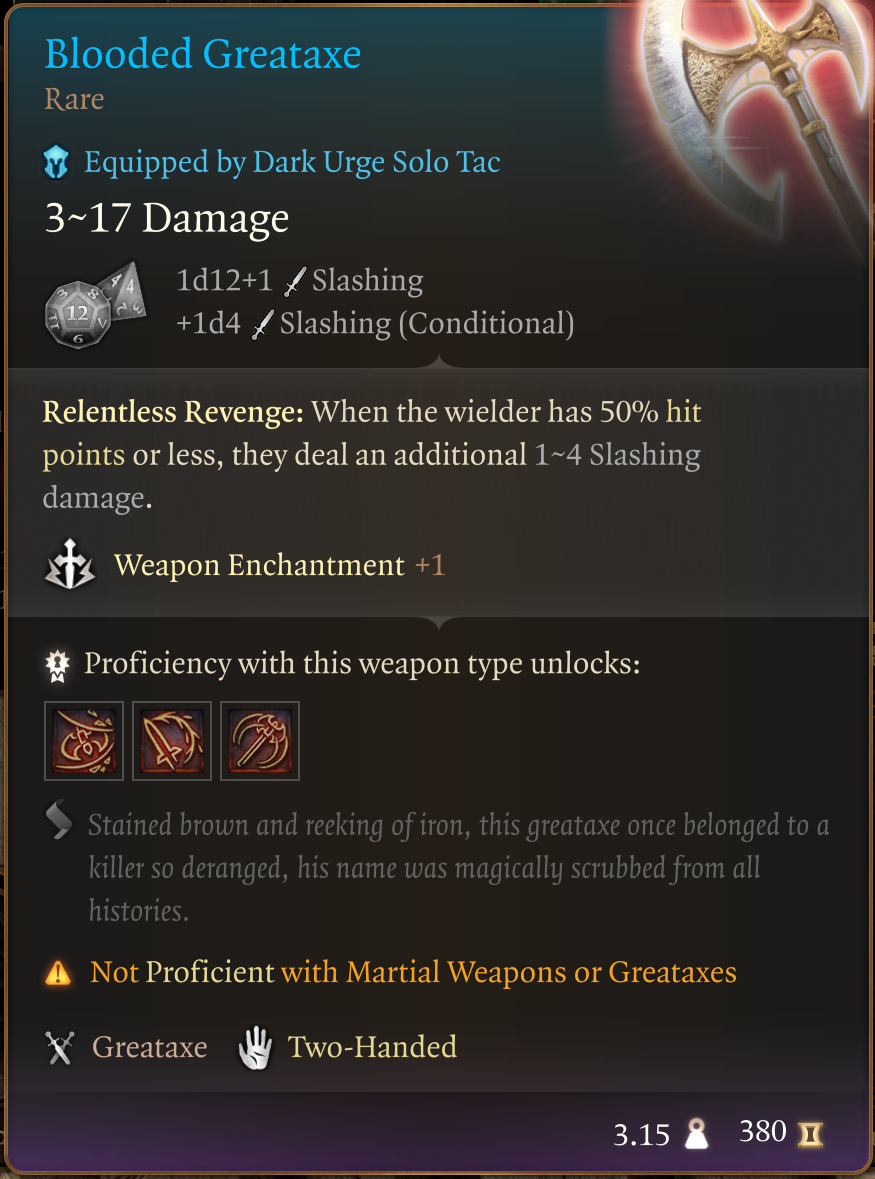 Blooded Greataxe
Rare
Equipped by Dark Urge Solo Tac
3~17 Damage
1d12+1 Slashing
+1d4 Slashing (Conditional)
Relentless Revenge: When the wielder has 50% hit
points or less, they deal an additional 1~4 Slashing
damage.
Weapon Enchantment +1
Proficiency with this weapon type unlocks:
Stained brown and reeking of iron, this greataxe once belonged to a
killer so deranged, his name was magically scrubbed from all
histories.
Not Proficient with Martial Weapons or Greataxes
Greataxe Two-Handed
3.15 380